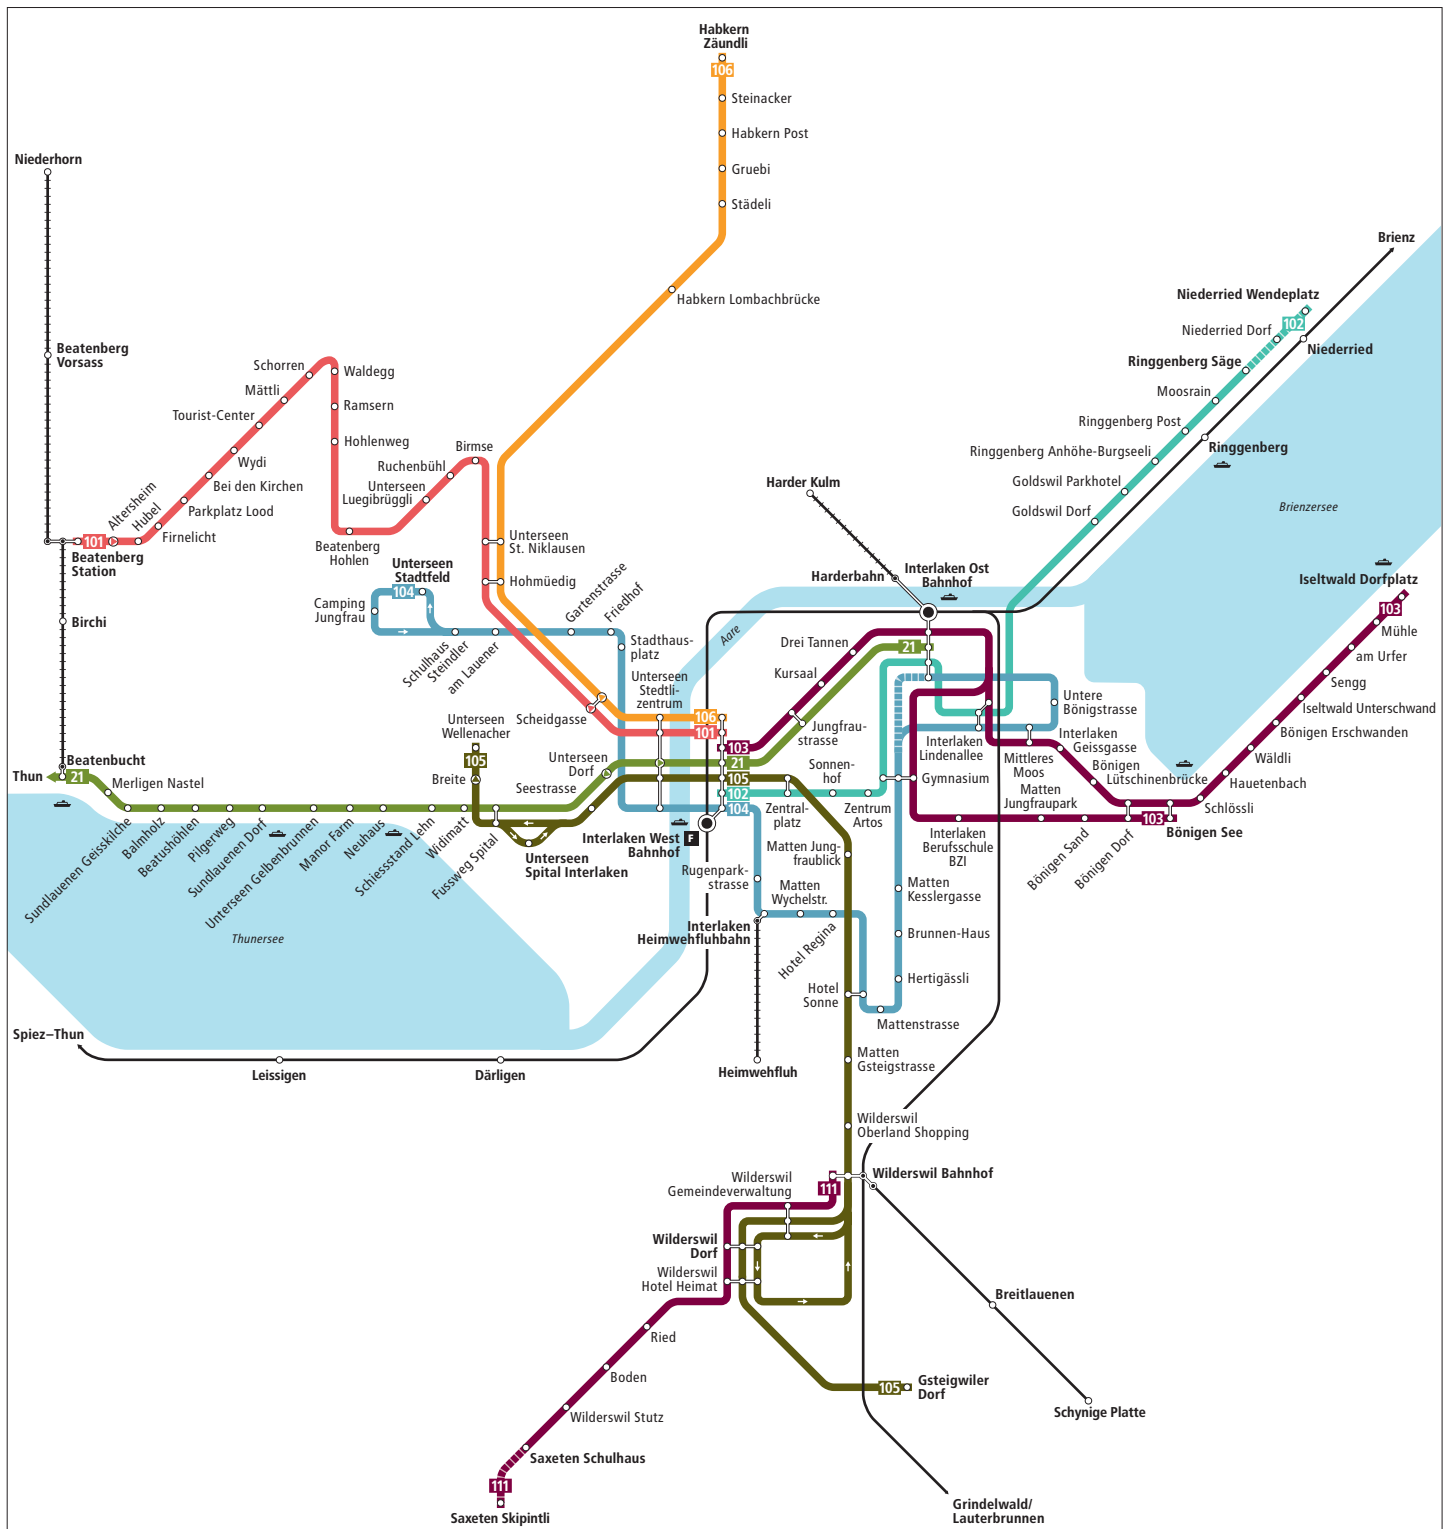 Habkern
Zäundli
106
Steinacker
Habkern Post
Gruebi
Städeli
Habkern Lombachbrücke
Niederhorn
Beatenberg
Vorsass
Schorren
Mättli
Tourist-Center
Wydi
Bei den Kirchen
Parkplatz Lood
Firnelicht
Hubel
Altersheim
101
Beatenberg
Station
Waldegg
Ramsern
Hohlenweg
Beatenberg
Hohlen
Birmse
Ruchenbühl
Unterseen
Luegibrüggli
Unterseen
St. Niklausen
Hohmüedig
Unterseen
Stadtfeld
104
Camping
Jungfrau
Schulhaus
Steindler
am Lauener
Gartenstrasse
Friedhof
Stadthaus-
platz
Unterseen
Stedtli-
zentrum
Scheidgasse
Birchi
Beatenbucht
Thun
21
Merligen Nastel
Sundlauenen Geisskilche
Balmholz
Beatushöhlen
Pilgerweg
Sundlauenen Dorf
Unterseen Gelbenbrunnen
Manor Farm
Neuhaus
Schiessstand Lehn
Widimatt
Fussweg Spital
Unterseen
Wellenacher
105
Breite
Unterseen
Dorf
Seestrasse
Unterseen
Spital Interlaken
Thunersee
Spiez–Thun
Leissigen
Därligen
Aare
106
101
103
21
105
102
104
Interlaken West
Bahnhof
F
Rugenpark-
strasse
Interlaken
Heimwehfluhbahn
Heimwehfluh
Matten
Wychelstr.
Hotel Regina
Hotel
Sonne
Mattenstrasse
Hertigässli
Brunnen-Haus
Matten
Kesslergasse
Matten Jung-
fraublick
Zentral-
platz
Sonnen-
hof
Zentrum
Artos
Gymnasium
Jungfrau-
strasse
Kursaal
Drei Tannen
21
Harder Kulm
Harderbahn
Interlaken Ost
Bahnhof
Brienz
Niederried Wendeplatz
102
Niederried Dorf
Niederried
Ringgenberg Säge
Moosrain
Ringgenberg Post
Ringgenberg
Ringgenberg Anhöhe-Burgseeli
Goldswil Parkhotel
Goldswil Dorf
Brienzersee
Iseltwald Dorfplatz
103
Mühle
am Urfer
Sengg
Iseltwald Unterschwand
Bönigen Erschwanden
Wäldli
Hauetenbach
Schlössli
Bönigen See
103
Untere
Bönigstrasse
Interlaken
Lindenallee
Interlaken
Geissgasse
Mittleres
Moos
Bönigen
Lütschinenbrücke
Matten
Jungfraupark
Interlaken
Berufsschule
BZI
Bönigen Sand
Bönigen Dorf
Matten
Gsteigstrasse
Wilderswil
Oberland Shopping
Wilderswil Bahnhof
111
Wilderswil
Gemeindeverwaltung
Wilderswil
Dorf
Wilderswil
Hotel Heimat
Ried
Boden
Wilderswil Stutz
Saxeten Schulhaus
111
Saxeten Skipintli
105
Gsteigwiler
Dorf
Breitlauenen
Schynige Platte
Grindelwald/
Lauterbrunnen